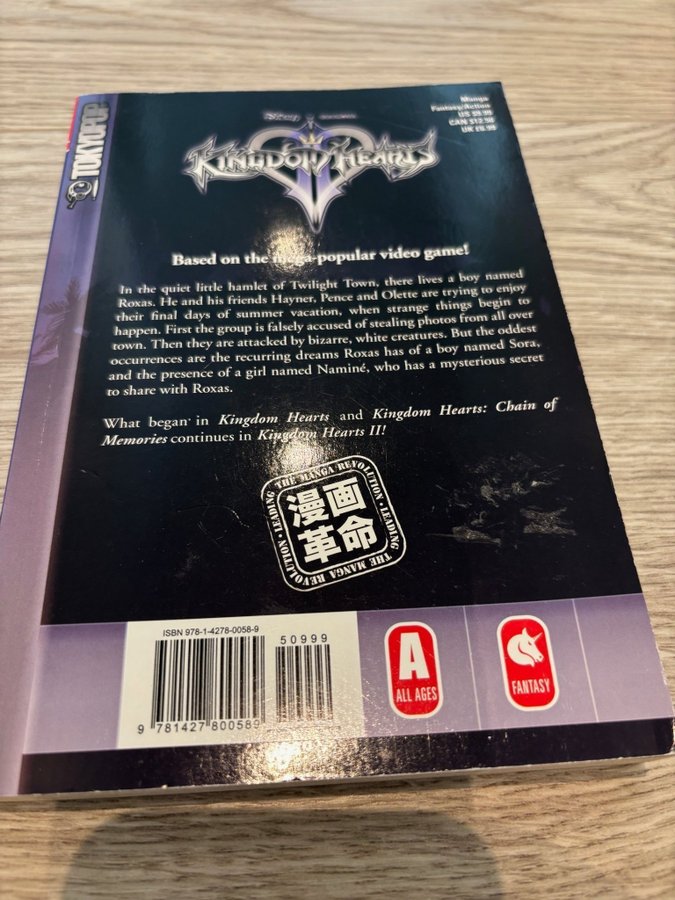 TOKYOPOP
Disney
KINGDOM HEARTS
II
Manga
Fantasy/Action
US $9.99
CAN $12.50
UK £6.99
Based on the mega-popular video game!
In the quiet little hamlet of Twilight Town, there lives a boy named
Roxas. He and his friends Hayner, Pence and Olette are trying to enjoy
their final days of summer vacation, when strange things begin to
happen. First the group is falsely accused of stealing photos from all over
town. Then they are attacked by bizarre, white creatures. But the oddest
occurrences are the recurring dreams Roxas has of a boy named Sora,
and the presence of a girl named Naminé, who has a mysterious secret
to share with Roxas.
What began in Kingdom Hearts and Kingdom Hearts: Chain of
Memories continues in Kingdom Hearts II!
LEADING · THE MANGA REVOLUTION · LEADING THE MANGA REVOLUTION ·
漫画
革命
ISBN 978-1-4278-0058-9
50999
9 781427 800589
A
ALL AGES
FANTASY